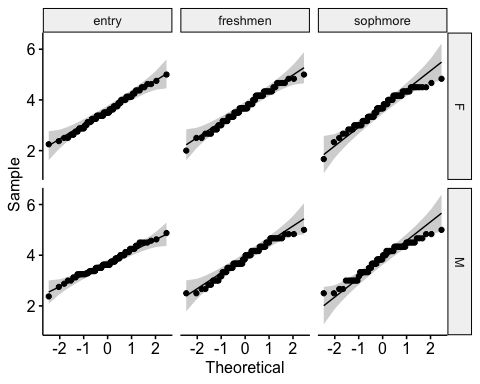 entry freshmen sophmore
6
4
2
F
Sample
6
4
2
M
-2 -1 0 1 2 -2 -1 0 1 2 -2 -1 0 1 2
Theoretical